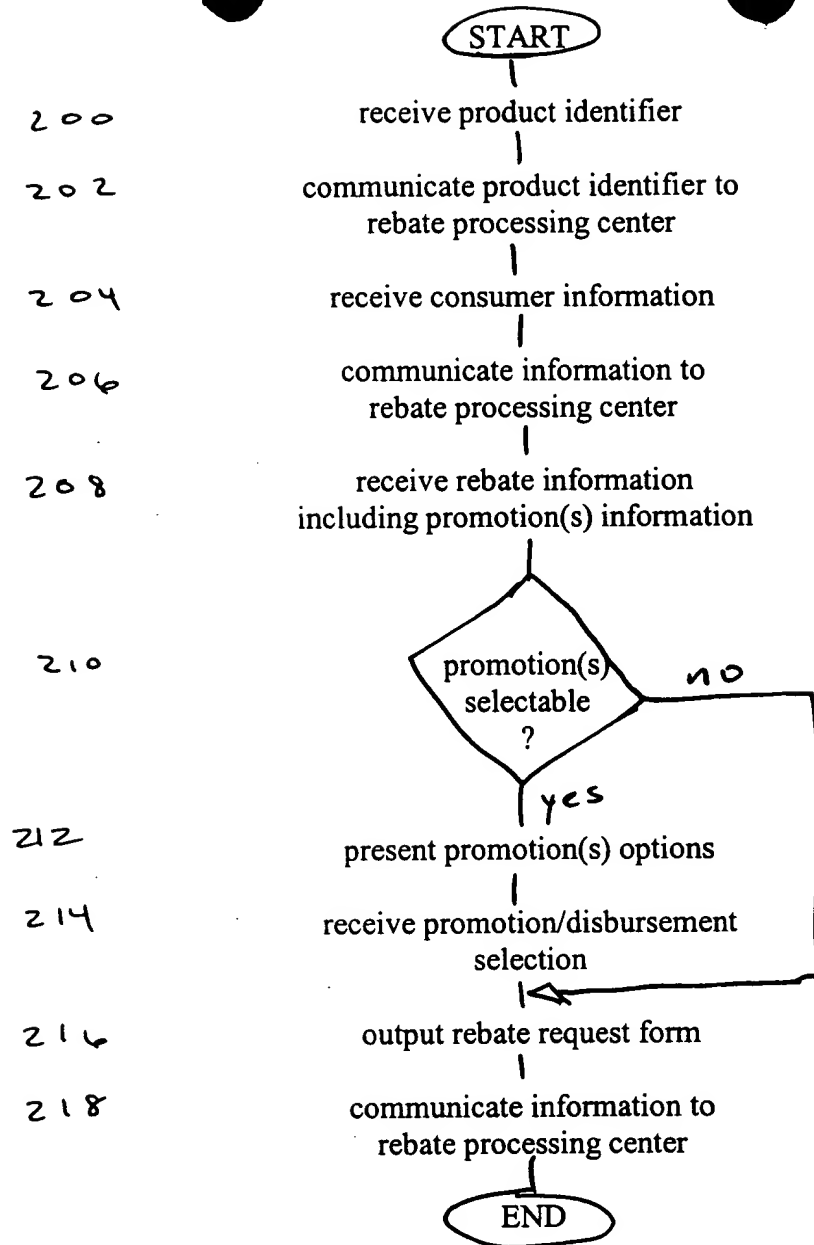 START
200 receive product identifier
202 communicate product identifier to
rebate processing center
204 receive consumer information
206 communicate information to
rebate processing center
208 receive rebate information
including promotion(s) information
210 promotion(s) no
selectable
?
yes
212 present promotion(s) options
214 receive promotion/disbursement
selection
216 output rebate request form
218 communicate information to
rebate processing center
END